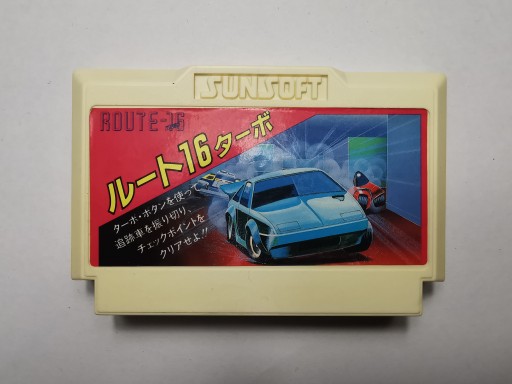 SUNSOFT
ROUTE-16
ルート16ターボ
ターボ・ボタンを使って
追跡車を振り切り、
チェックポイントを
クリアせよ!!